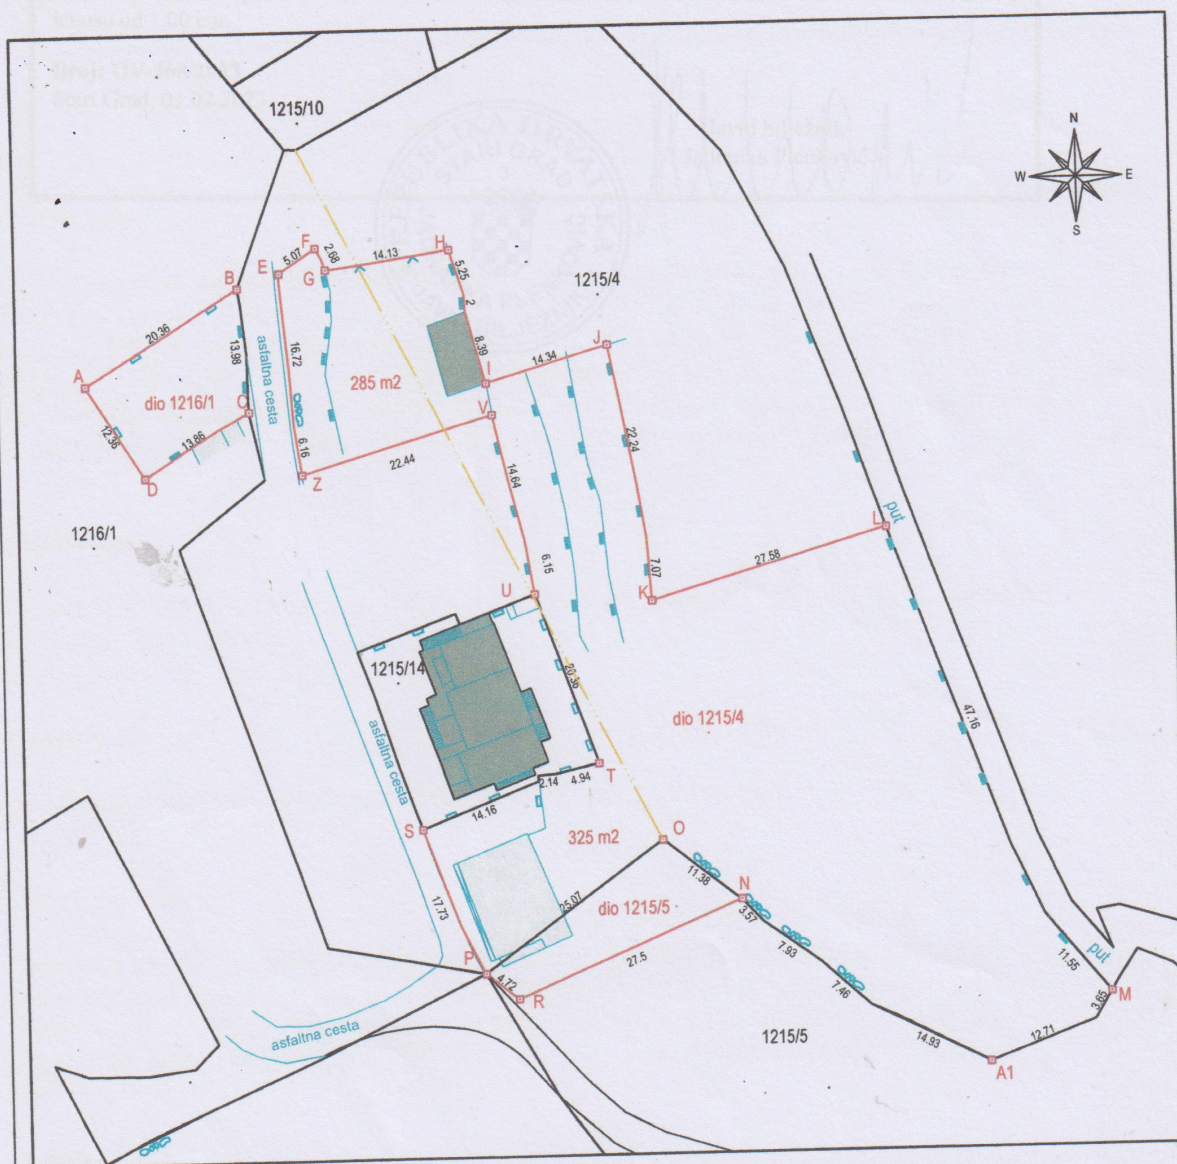 1215/10
N
W
E
S
F
H
5.07
2.68
14.13
E
G
5.25
1215/4
B
2
20.36
13.98
asfaltna cesta
16.72
8.39
14.34
J
A
285 m2
I
dio 1216/1
C
V
12.36
13.86
6.16
22.44
22.24
D
Z
14.64
L
put
1216/1
6.15
7.07
27.58
U
K
1215/14
20.36
47.16
asfaltna cesta
dio 1215/4
T
2.14
4.94
14.16
S
325 m2
O
11.38
N
17.73
25.07
dio 1215/5
3.57
7.93
P
27.5
11.55
put
4.72
R
7.46
M
3.65
asfaltna cesta
1215/5
14.93
12.71
A1